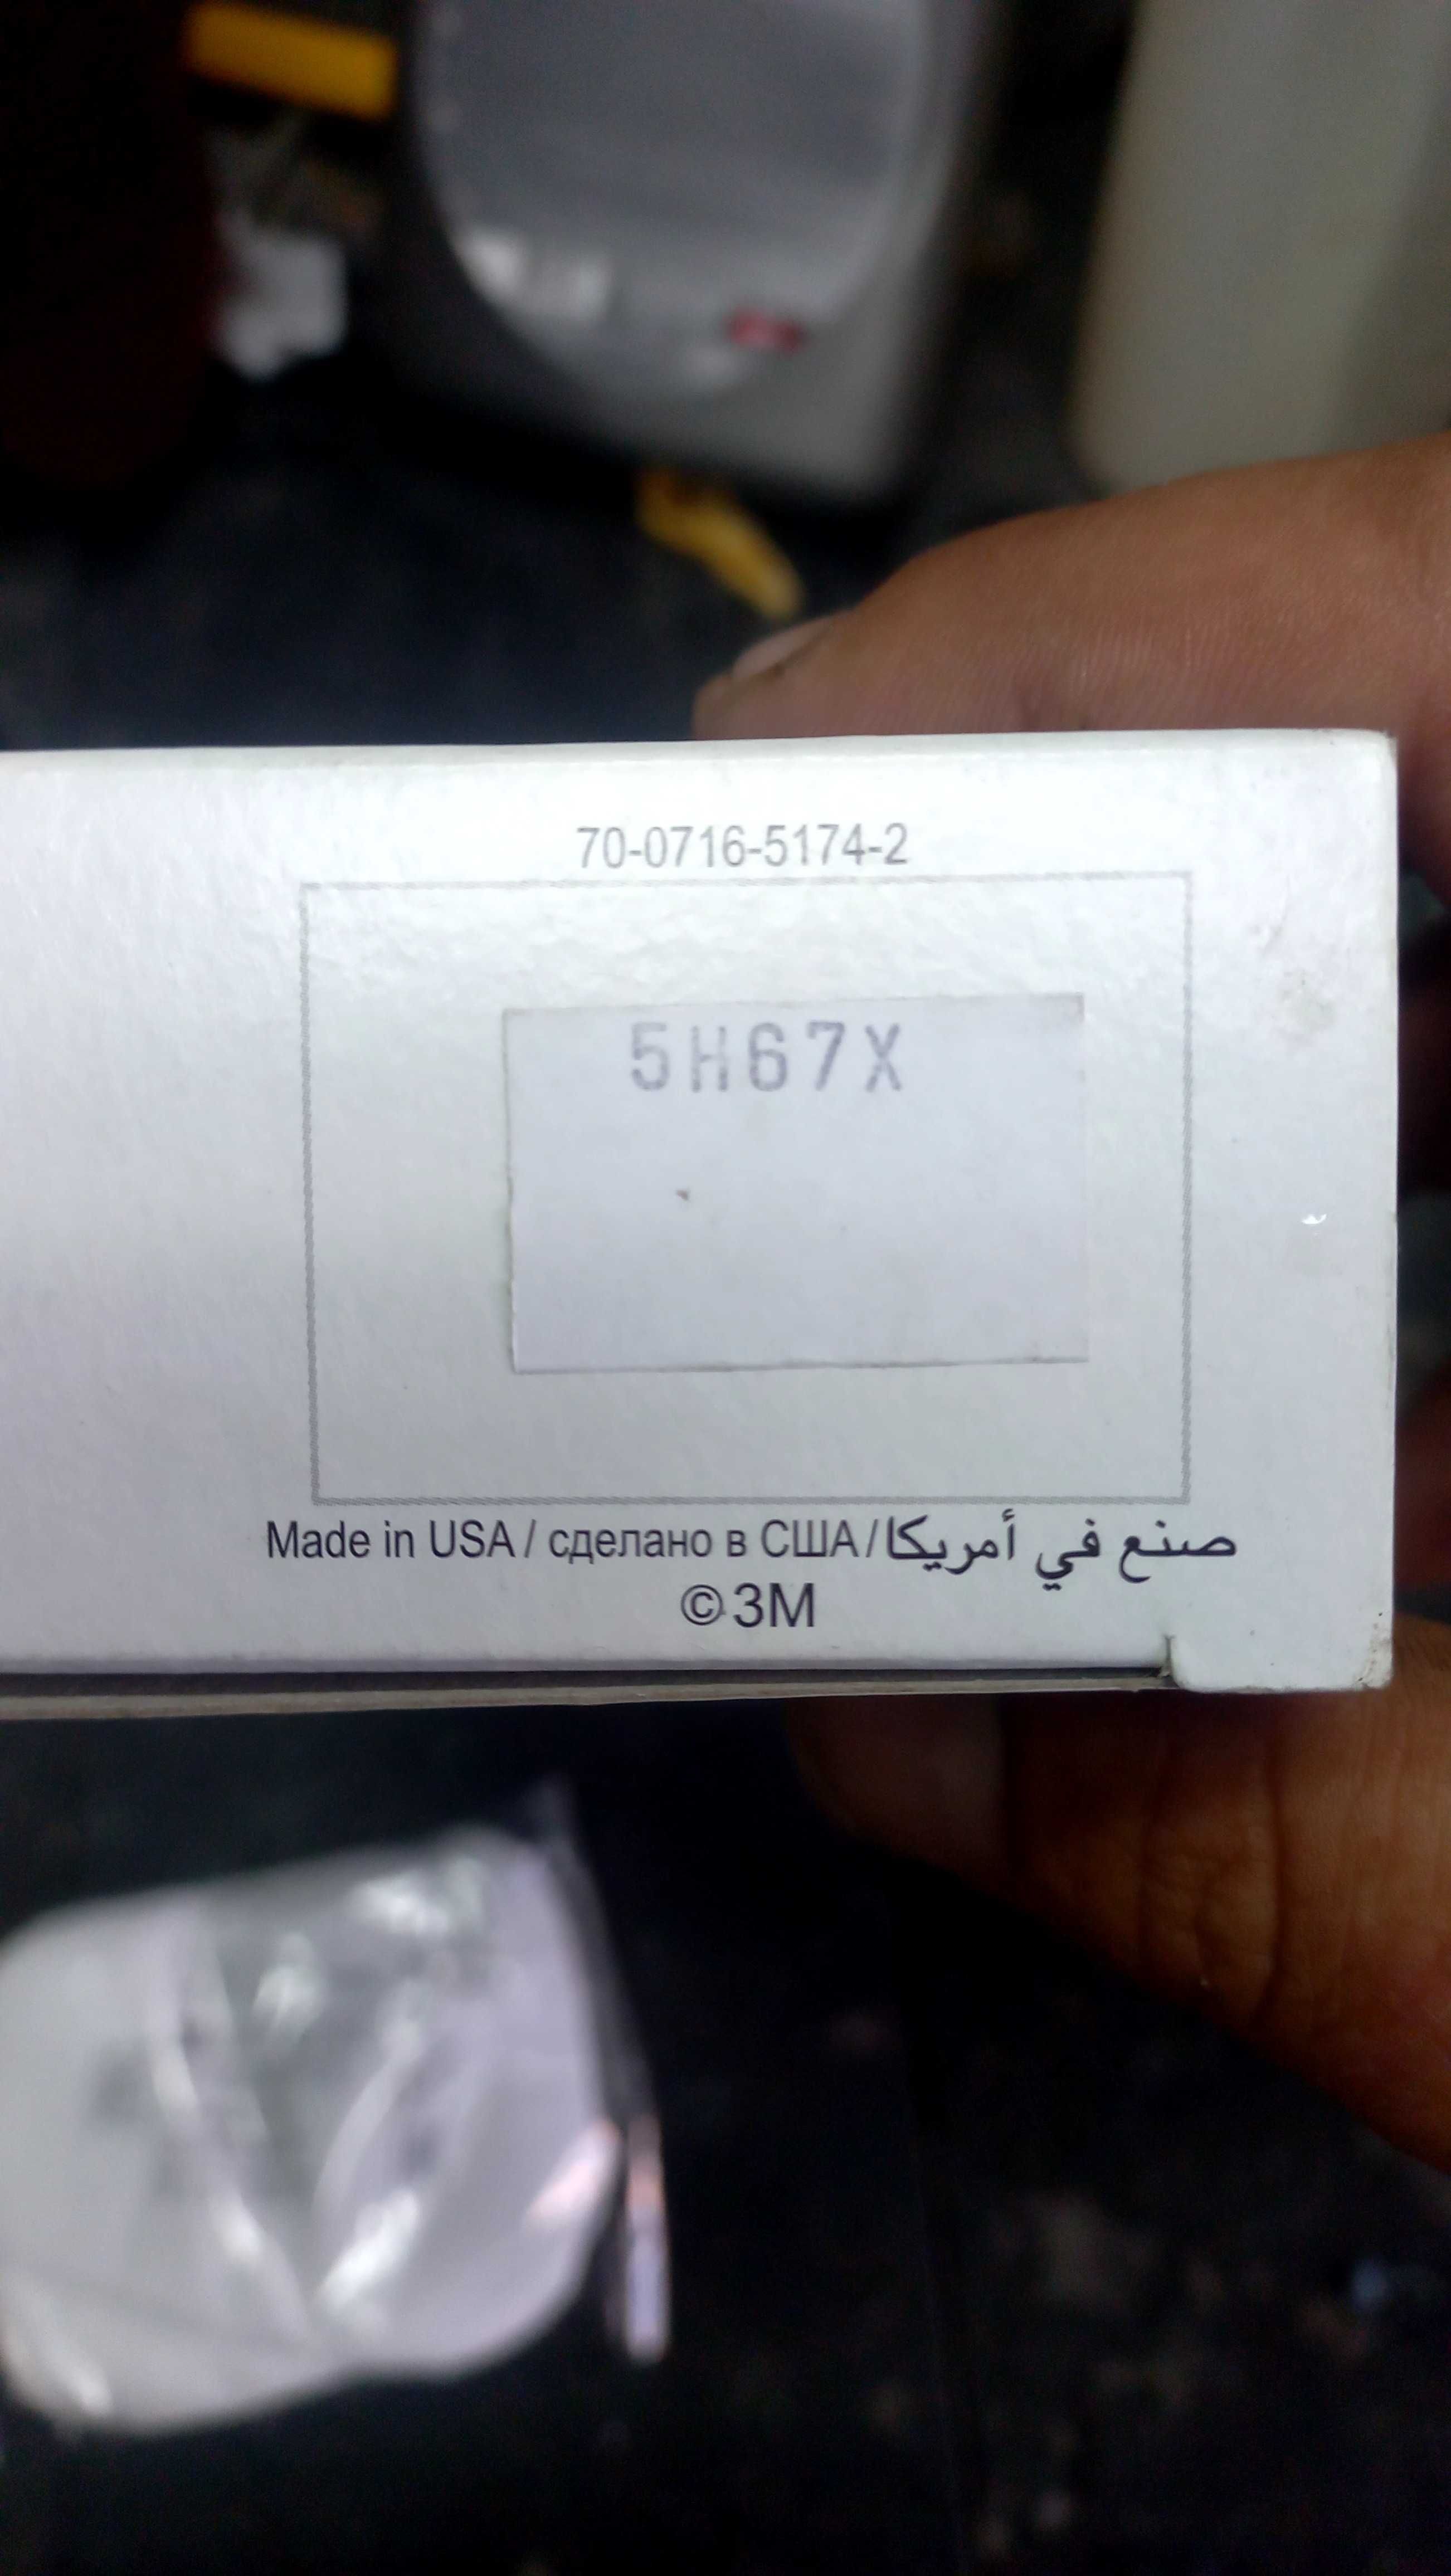 70-0716-5174-2
5H67X
Made in USA / сделано в США / صنع في أمريكا
©3M